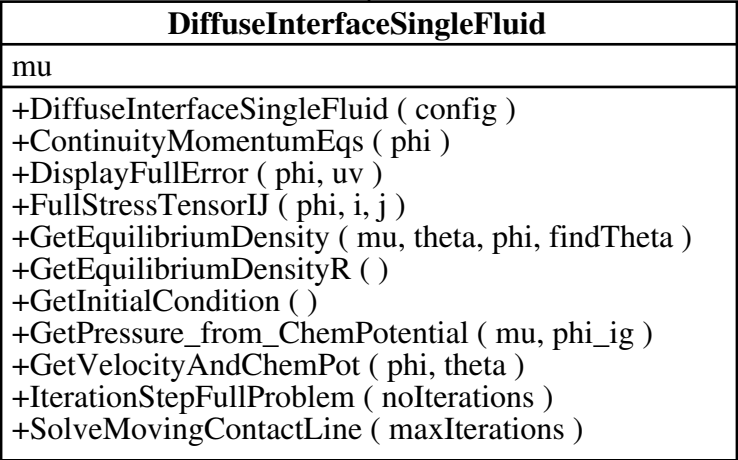 DiffuseInterfaceSingleFluid
mu
+DiffuseInterfaceSingleFluid ( config )
+ContinuityMomentumEqs ( phi )
+DisplayFullError ( phi, uv )
+FullStressTensorIJ ( phi, i, j )
+GetEquilibriumDensity ( mu, theta, phi, findTheta )
+GetEquilibriumDensityR ( )
+GetInitialCondition ( )
+GetPressure_from_ChemPotential ( mu, phi_ig )
+GetVelocityAndChemPot ( phi, theta )
+IterationStepFullProblem ( noIterations )
+SolveMovingContactLine ( maxIterations )